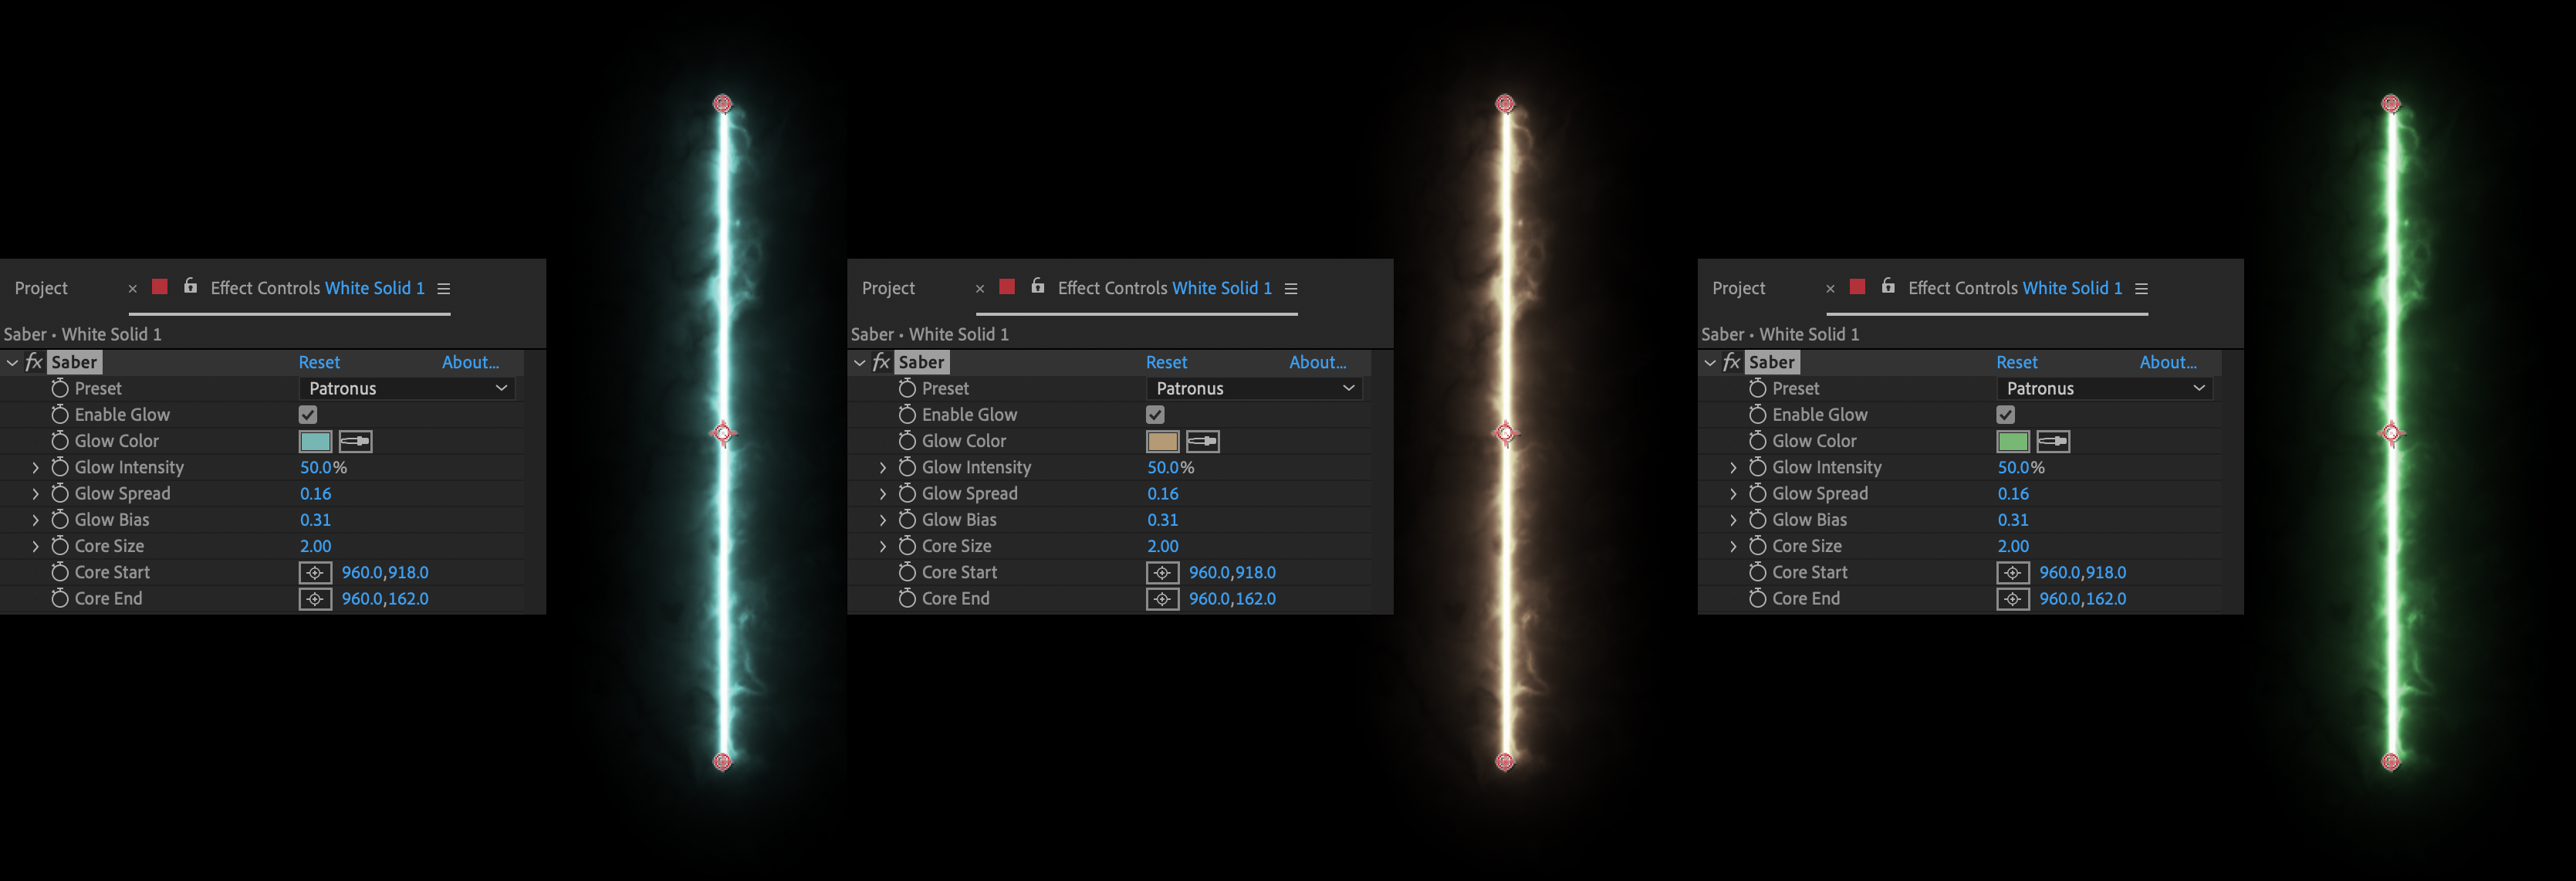 Project × Effect Controls White Solid 1
Saber • White Solid 1
fx Saber Reset About...
Preset Patronus
Enable Glow
Glow Color
Glow Intensity 50.0%
Glow Spread 0.16
Glow Bias 0.31
Core Size 2.00
Core Start 960.0,918.0
Core End 960.0,162.0
Project × Effect Controls White Solid 1
Saber • White Solid 1
fx Saber Reset About...
Preset Patronus
Enable Glow
Glow Color
Glow Intensity 50.0%
Glow Spread 0.16
Glow Bias 0.31
Core Size 2.00
Core Start 960.0,918.0
Core End 960.0,162.0
Project × Effect Controls White Solid 1
Saber • White Solid 1
fx Saber Reset About...
Preset Patronus
Enable Glow
Glow Color
Glow Intensity 50.0%
Glow Spread 0.16
Glow Bias 0.31
Core Size 2.00
Core Start 960.0,918.0
Core End 960.0,162.0